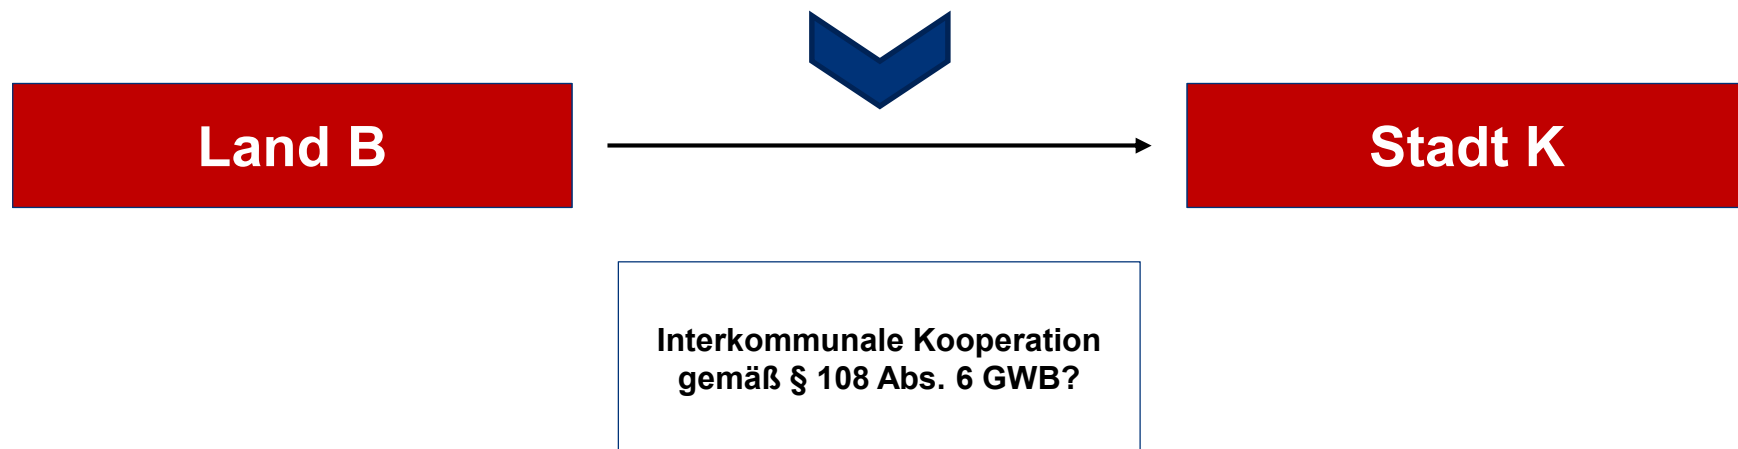 Land B
Stadt K
Interkommunale Kooperation
gemäß § 108 Abs. 6 GWB?